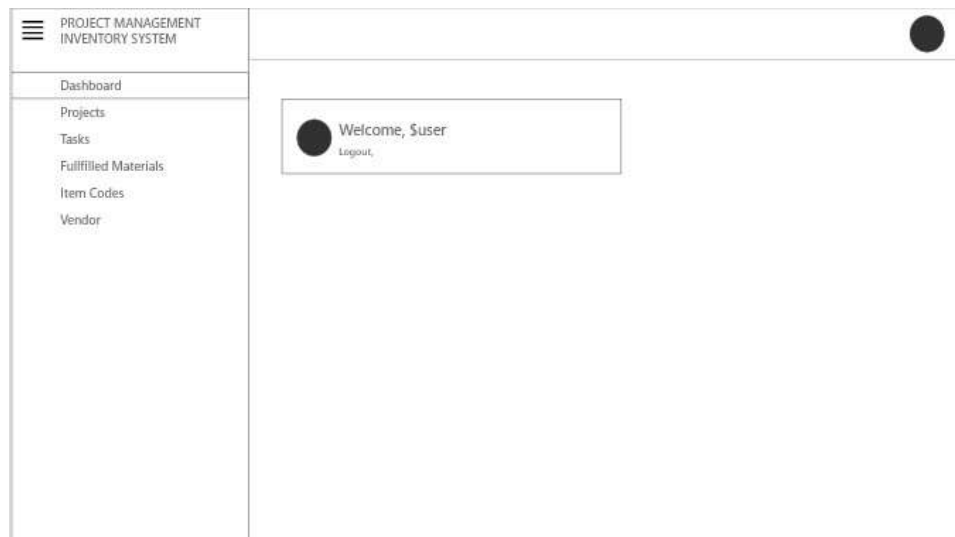 PROJECT MANAGEMENT
INVENTORY SYSTEM
Dashboard
Projects
Tasks
Fullfilled Materials
Item Codes
Vendor
Welcome, $user
Logout,